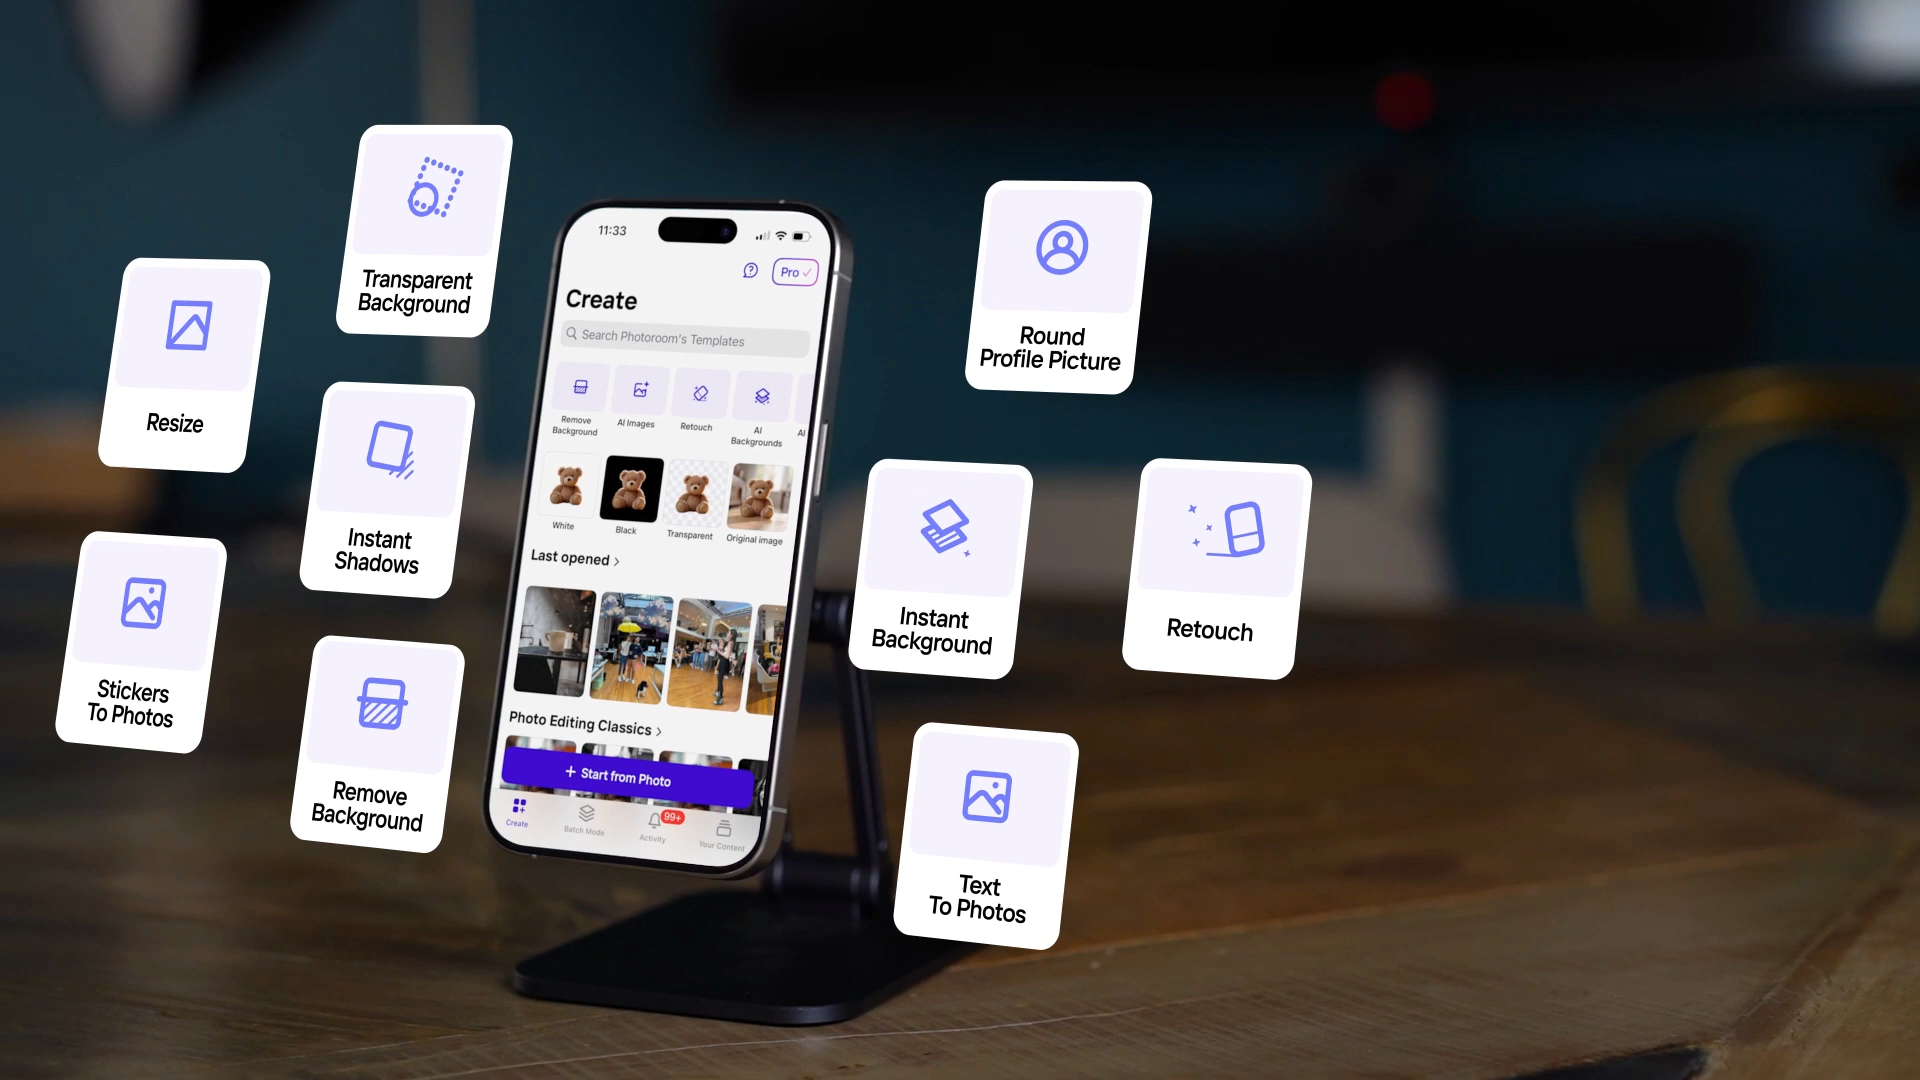 Transparent
Background
Resize
Instant
Shadows
Stickers
To Photos
Remove
Background
11:33
Pro
Create
Search Photoroom's Templates
Remove
Background
AI Images
Retouch
AI
Backgrounds
AI
White
Black
Transparent
Original image
Last opened >
Photo Editing Classics >
+ Start from Photo
Create
Batch Mode
99+
Activity
Your Content
Round
Profile Picture
Instant
Background
Retouch
Text
To Photos